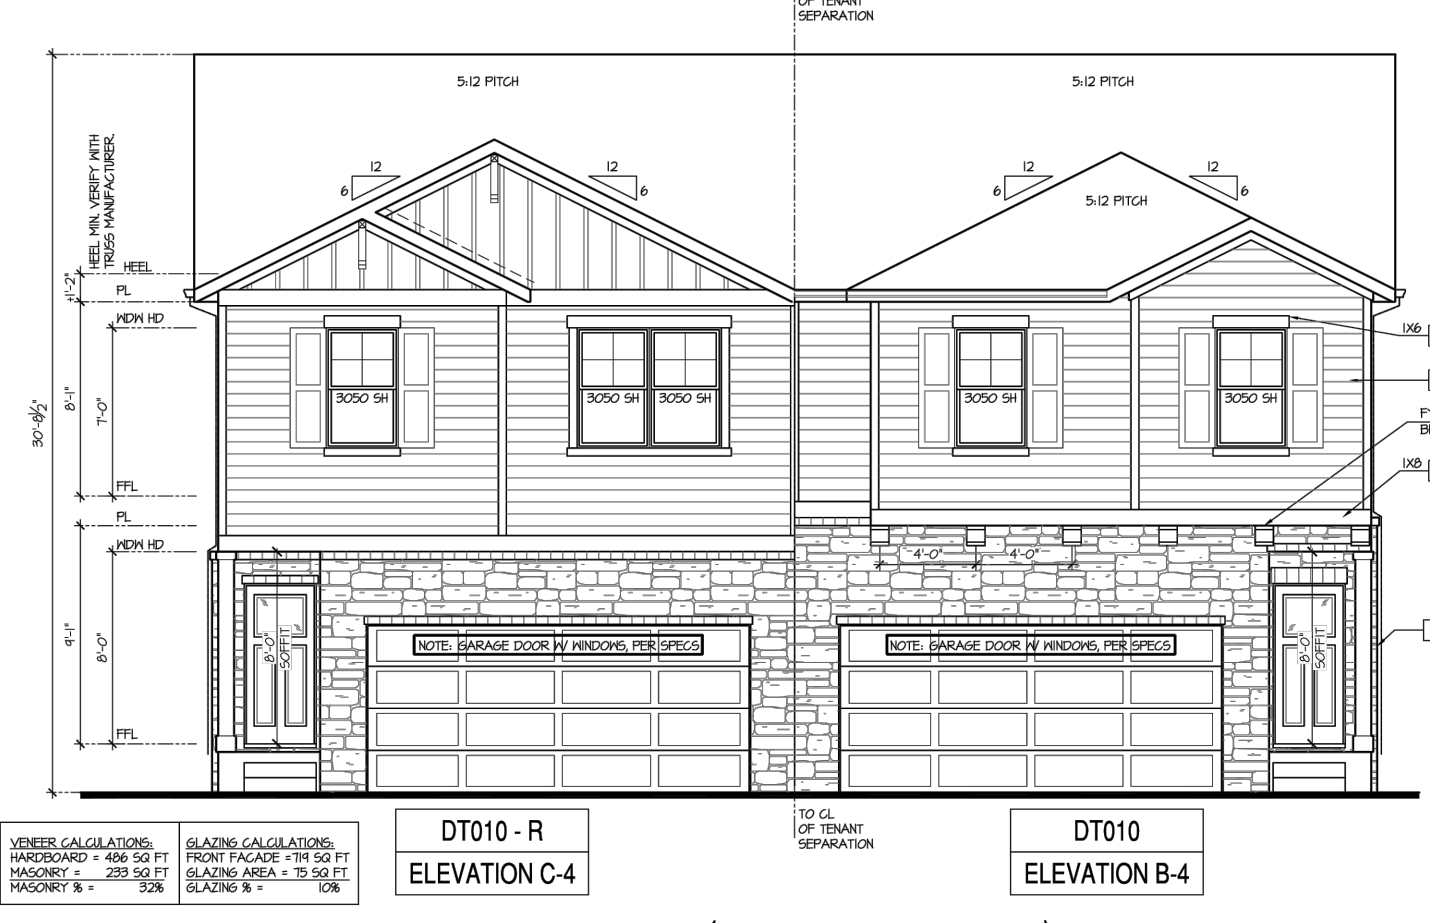 OF TENANT
SEPARATION
5:12 PITCH
5:12 PITCH
HEEL MIN. VERIFY WITH
TRUSS MANUFACTURER.
12
6
12
6
12
6
12
6
5:12 PITCH
HEEL
±1'-2"
PL
WDW HD
1X6
8'-1"
7'-0"
30'-8½"
3050 SH
3050 SH
3050 SH
3050 SH
3050 SH
1X8
FFL
PL
WDW HD
4'-0"
4'-0"
9'-1"
8'-0"
8'-0"
SOFFIT
NOTE: GARAGE DOOR W/ WINDOWS, PER SPECS
NOTE: GARAGE DOOR W/ WINDOWS, PER SPECS
8'-0"
SOFFIT
FFL
TO CL
OF TENANT
SEPARATION
DT010 - R
ELEVATION C-4
DT010
ELEVATION B-4
VENEER CALCULATIONS:
HARDBOARD = 486 SQ FT
MASONRY = 233 SQ FT
MASONRY % = 32%
GLAZING CALCULATIONS:
FRONT FACADE =719 SQ FT
GLAZING AREA = 75 SQ FT
GLAZING % = 10%